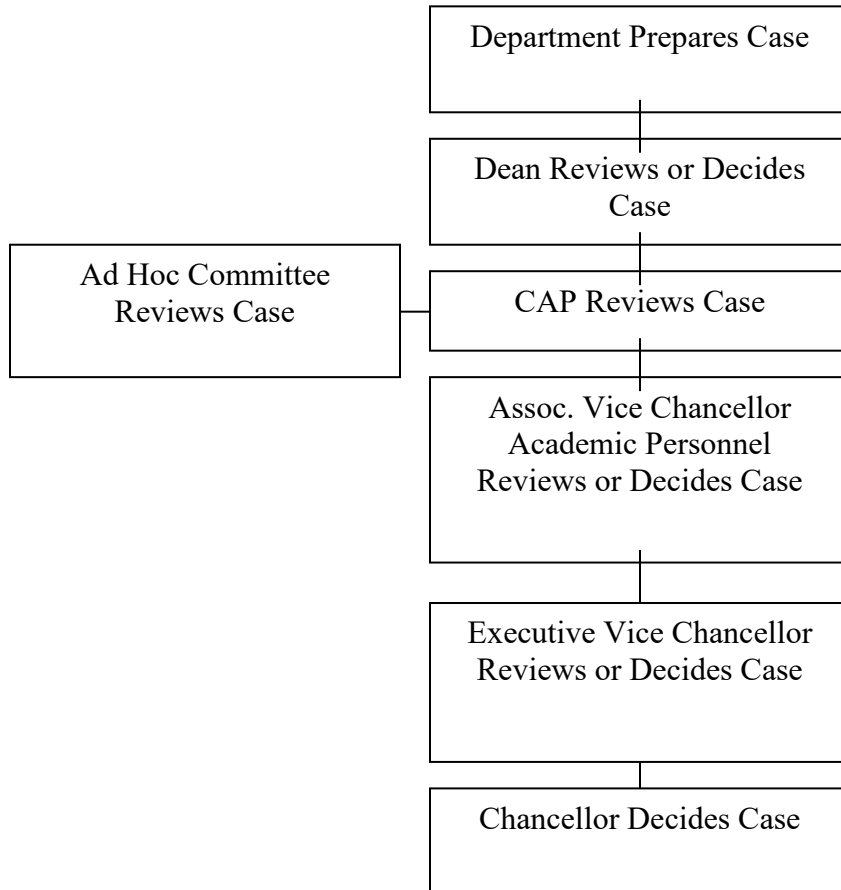 Department Prepares Case
Dean Reviews or Decides
Case
Ad Hoc Committee
Reviews Case
CAP Reviews Case
Assoc. Vice Chancellor
Academic Personnel
Reviews or Decides Case
Executive Vice Chancellor
Reviews or Decides Case
Chancellor Decides Case